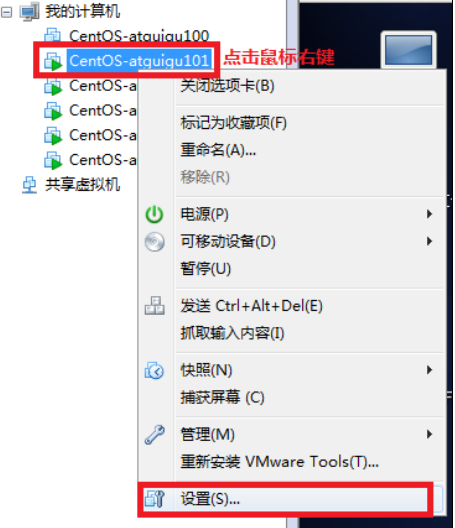 我的计算机
CentOS-atguigu100
CentOS-atguigu101 点击鼠标右键
CentOS-a
关闭选项卡(B)
CentOS-a
标记为收藏项(F)
CentOS-a
重命名(A)...
CentOS-a
移除(R)
共享虚拟机
电源(P)
可移动设备(D)
暂停(U)
发送 Ctrl+Alt+Del(E)
抓取输入内容(I)
快照(N)
捕获屏幕 (C)
管理(M)
重新安装 VMware Tools(T)...
设置(S)...